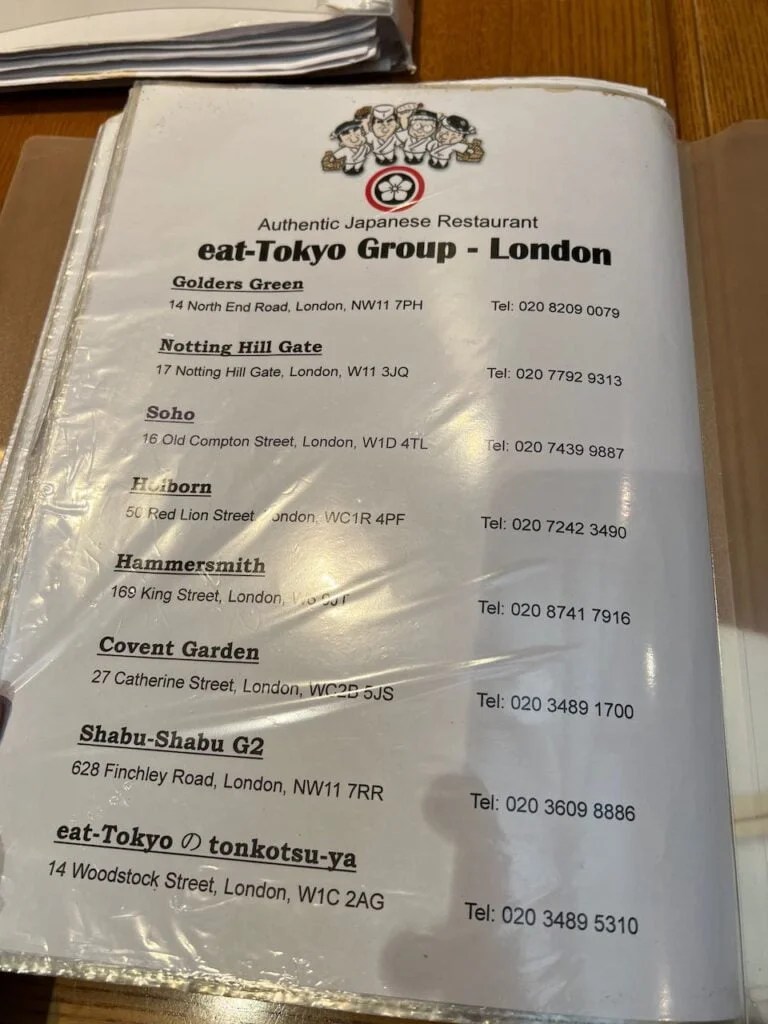 Authentic Japanese Restaurant
eat-Tokyo Group - London
Golders Green
14 North End Road, London, NW11 7PH Tel: 020 8209 0079
Notting Hill Gate
17 Notting Hill Gate, London, W11 3JQ Tel: 020 7792 9313
Soho
16 Old Compton Street, London, W1D 4TL Tel: 020 7439 9887
Holborn
50 Red Lion Street London, WC1R 4PF Tel: 020 7242 3490
Hammersmith
169 King Street, London, Tel: 020 8741 7916
Covent Garden
27 Catherine Street, London, WC2B 5JS Tel: 020 3489 1700
Shabu-Shabu G2
628 Finchley Road, London, NW11 7RR Tel: 020 3609 8886
eat-Tokyo の tonkotsu-ya
14 Woodstock Street, London, W1C 2AG Tel: 020 3489 5310